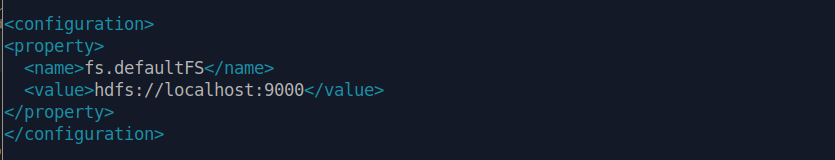 <configuration>
<property>
  <name>fs.defaultFS</name>
  <value>hdfs://localhost:9000</value>
</property>
</configuration>